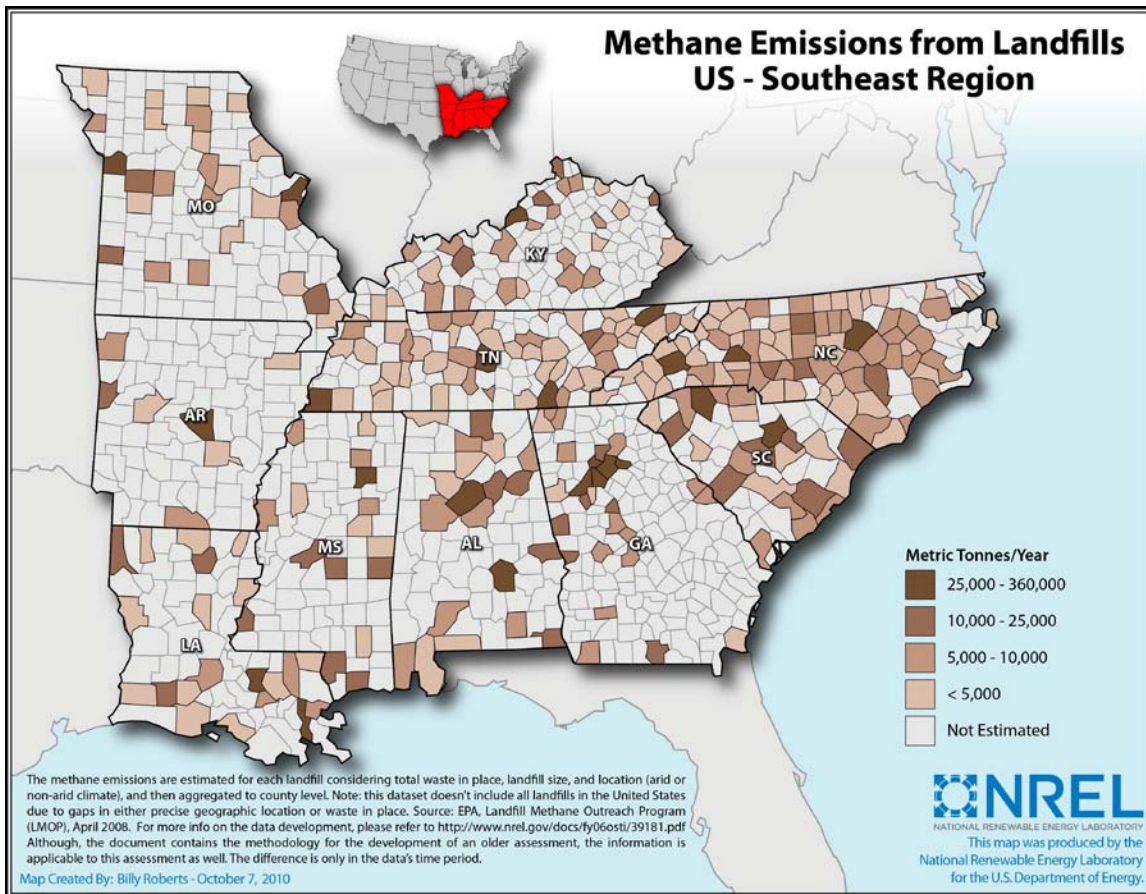 Methane Emissions from Landfills
US - Southeast Region
MO
KY
TN
NC
AR
SC
MS
AL
GA
LA
Metric Tonnes/Year
25,000 - 360,000
10,000 - 25,000
5,000 - 10,000
< 5,000
Not Estimated
The methane emissions are estimated for each landfill considering total waste in place, landfill size, and location (arid or
non-arid climate), and then aggregated to county level. Note: this dataset doesn't include all landfills in the United States
due to gaps in either precise geographic location or waste in place. Source: EPA, Landfill Methane Outreach Program
(LMOP), April 2008. For more info on the data development, please refer to http://www.nrel.gov/docs/fy06osti/39181.pdf
Although, the document contains the methodology for the development of an older assessment, the information is
applicable to this assessment as well. The difference is only in the data's time period.
Map Created By: Billy Roberts - October 7, 2010
NREL
NATIONAL RENEWABLE ENERGY LABORATORY
This map was produced by the
National Renewable Energy Laboratory
for the U.S. Department of Energy.